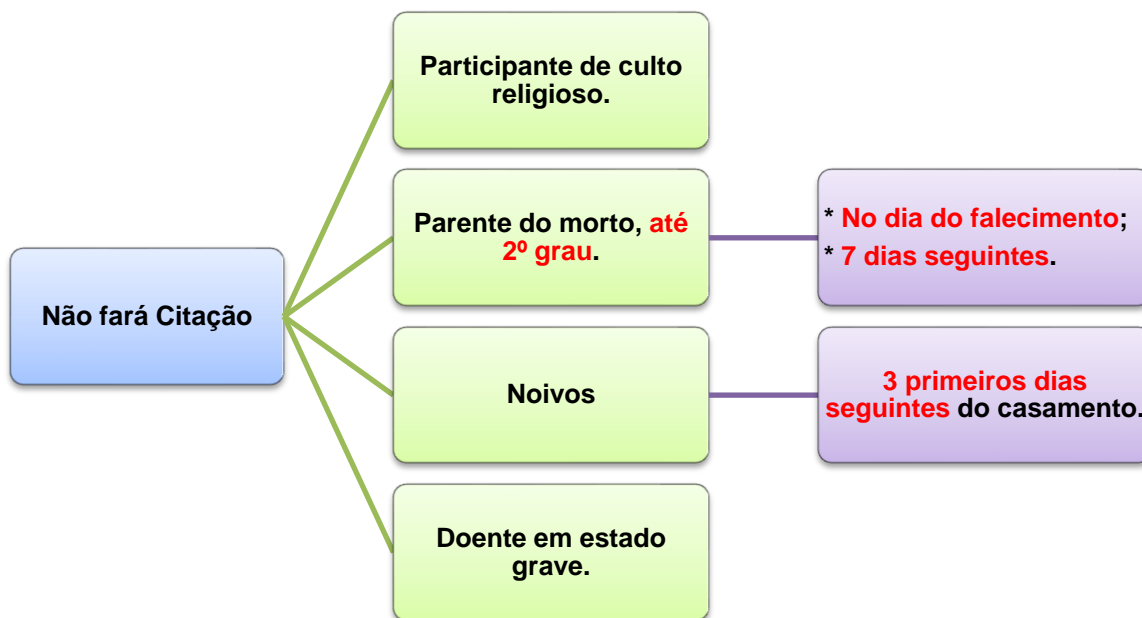 Não fará Citação
Participante de culto
religioso.
Parente do morto, até
2º grau.
* No dia do falecimento;
* 7 dias seguintes.
Noivos
3 primeiros dias
seguintes do casamento.
Doente em estado
grave.